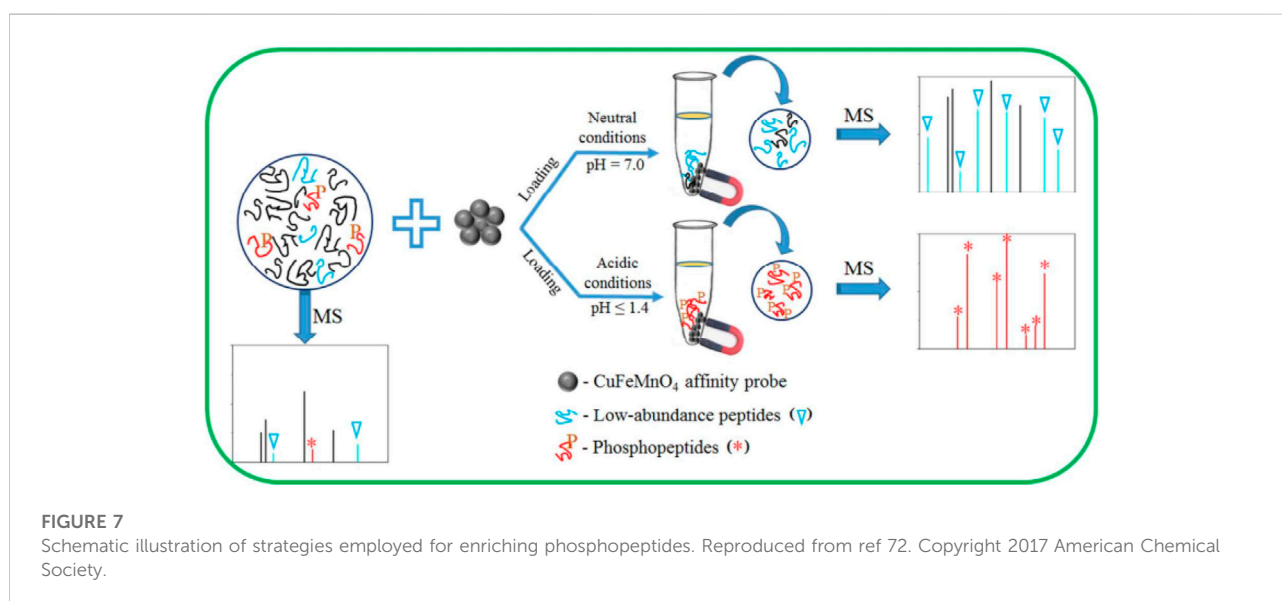 Neutral
conditions
pH = 7.0
Loading
Loading
Acidic
conditions
pH ≤ 1.4
MS
MS
MS
P
P
P
P
P
P
P
P
P
P
P
*
* * * * * * *
- CuFeMnO₄ affinity probe
- Low-abundance peptides (▽)
P
- Phosphopeptides (*)
FIGURE 7
Schematic illustration of strategies employed for enriching phosphopeptides. Reproduced from ref 72. Copyright 2017 American Chemical
Society.